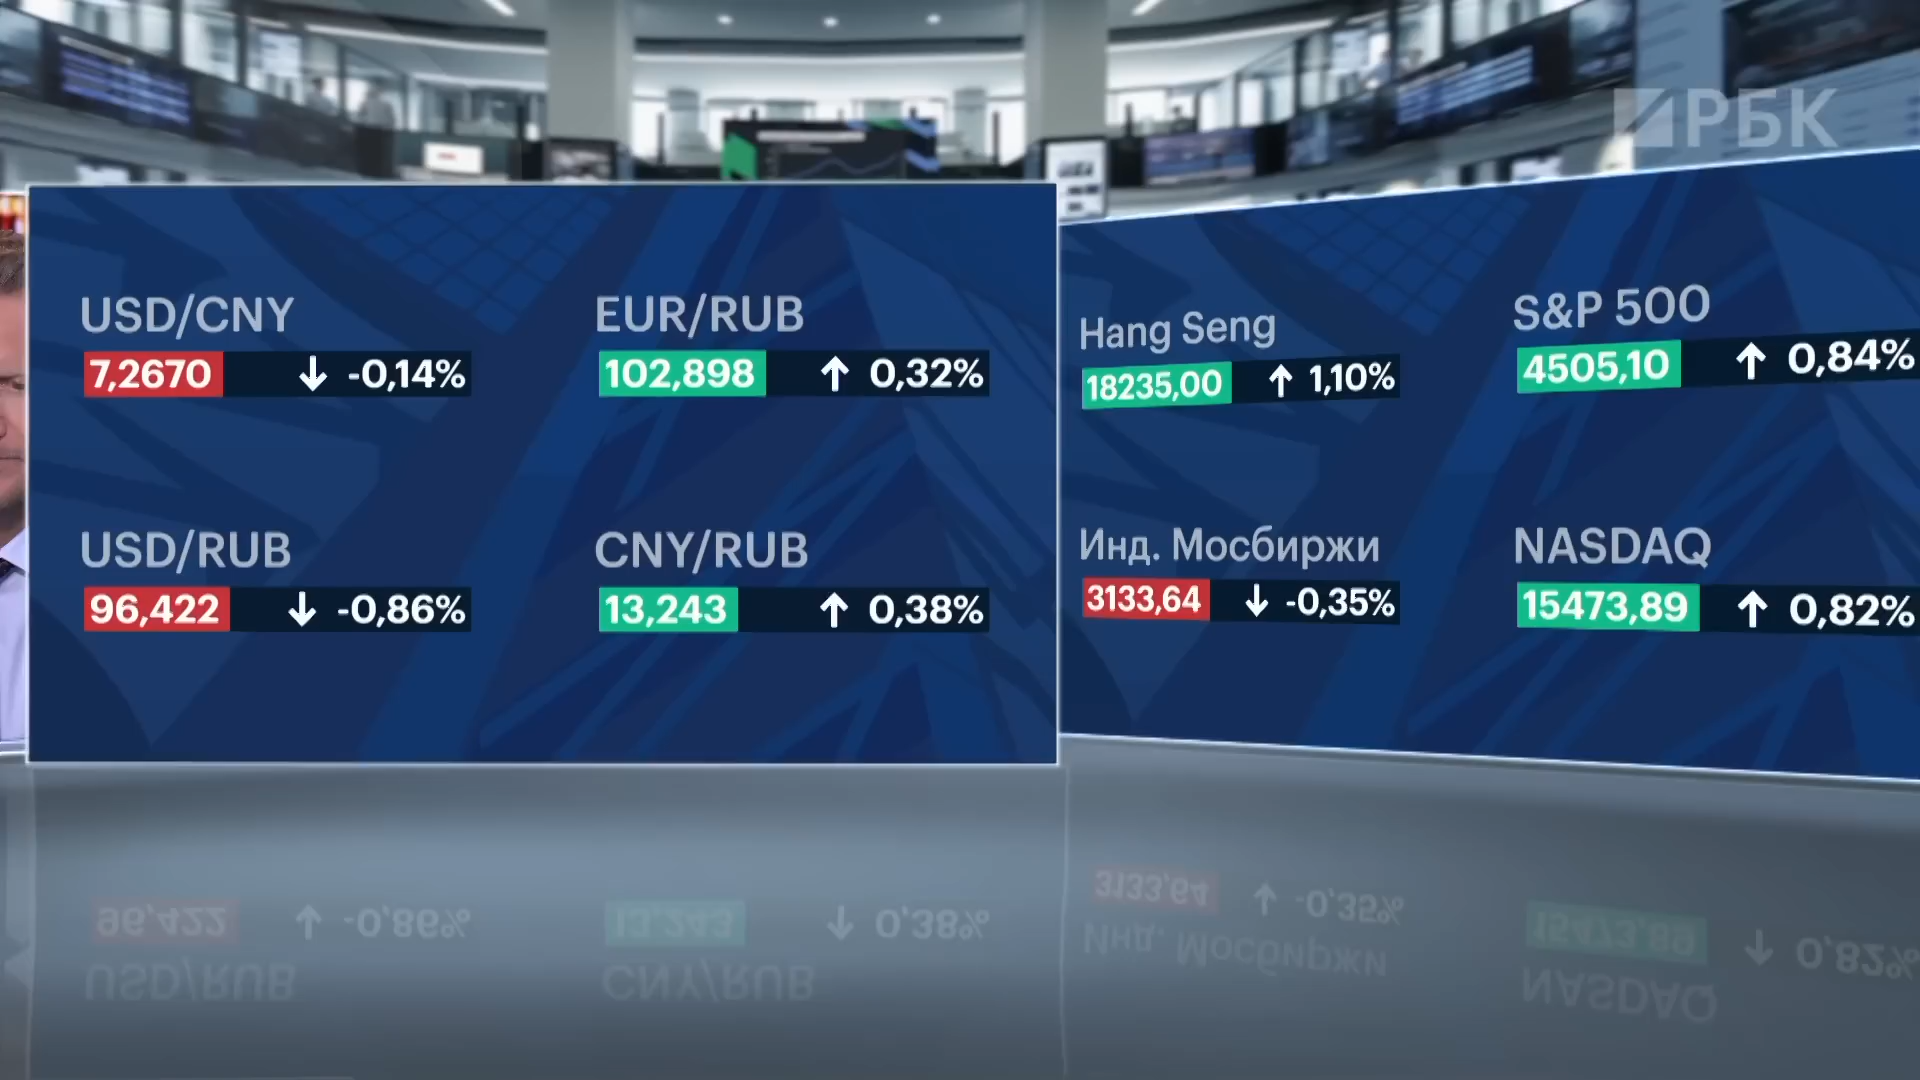 РБК
USD/CNY
7,2670 ↓ -0,14%
EUR/RUB
102,898 ↑ 0,32%
USD/RUB
96,422 ↓ -0,86%
CNY/RUB
13,243 ↑ 0,38%
Hang Seng
18235,00 ↑ 1,10%
S&P 500
4505,10 ↑ 0,84%
Инд. Мосбиржи
3133,64 ↓ -0,35%
NASDAQ
15473,89 ↑ 0,82%